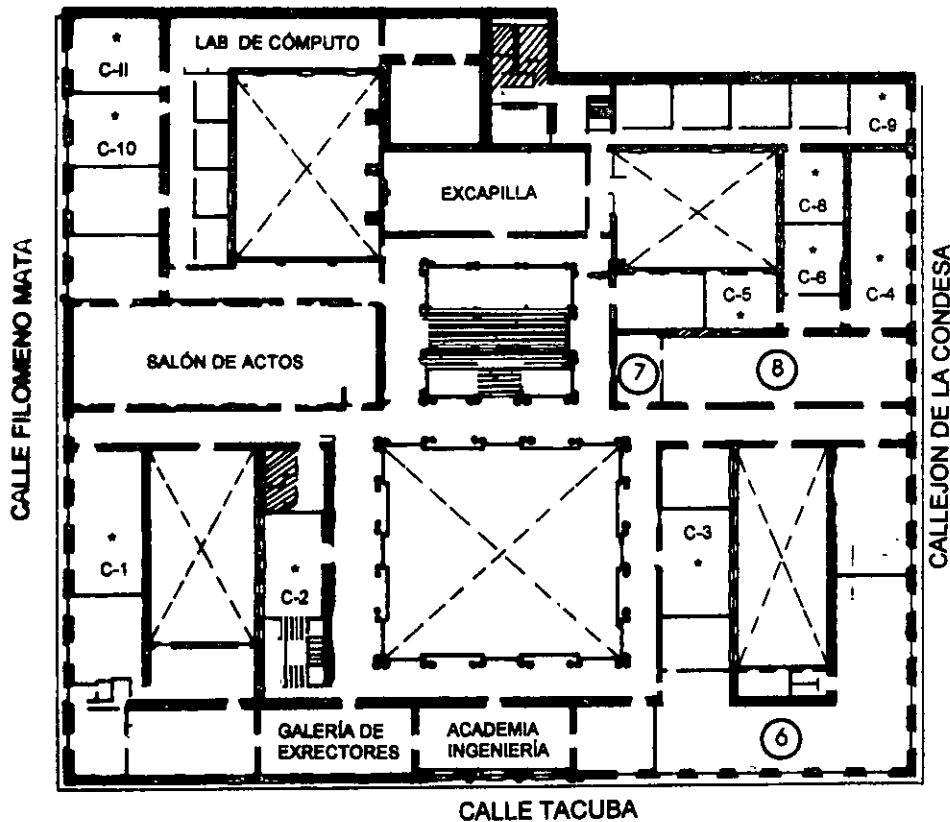 LAB DE CÓMPUTO
*
C-II
*
C-10
*
C-9
EXCAPILLA
*
C-8
*
C-6
*
C-4
C-5
*
CALLE FILOMENO MATA
SALÓN DE ACTOS
7
8
CALLEJON DE LA CONDESA
*
C-1
*
C-2
C-3
*
GALERÍA DE
EXRECTORES
ACADEMIA
INGENIERÍA
6
CALLE TACUBA